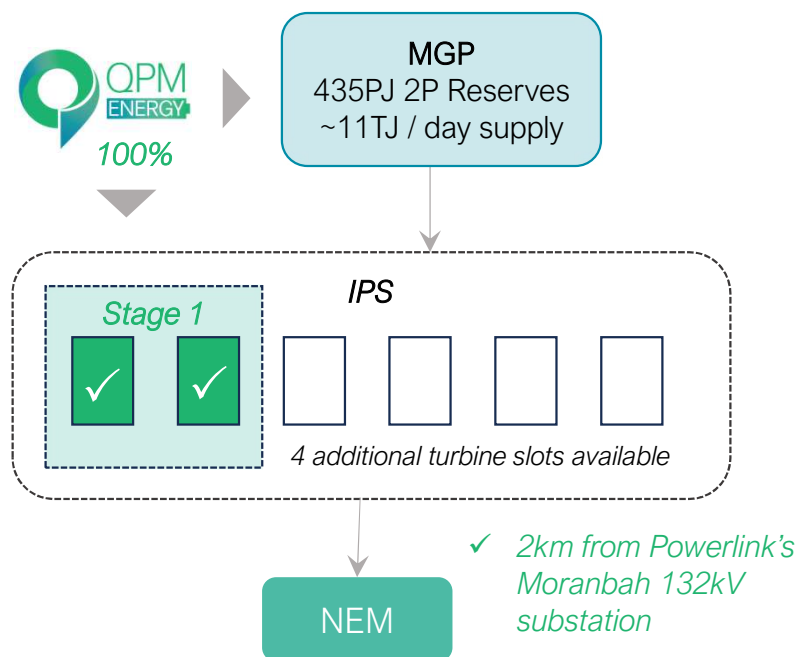 QPM
ENERGY
100%
MGP
435PJ 2P Reserves
~11TJ / day supply
IPS
Stage 1
4 additional turbine slots available
✓ 2km from Powerlink's
Moranbah 132kV
substation
NEM